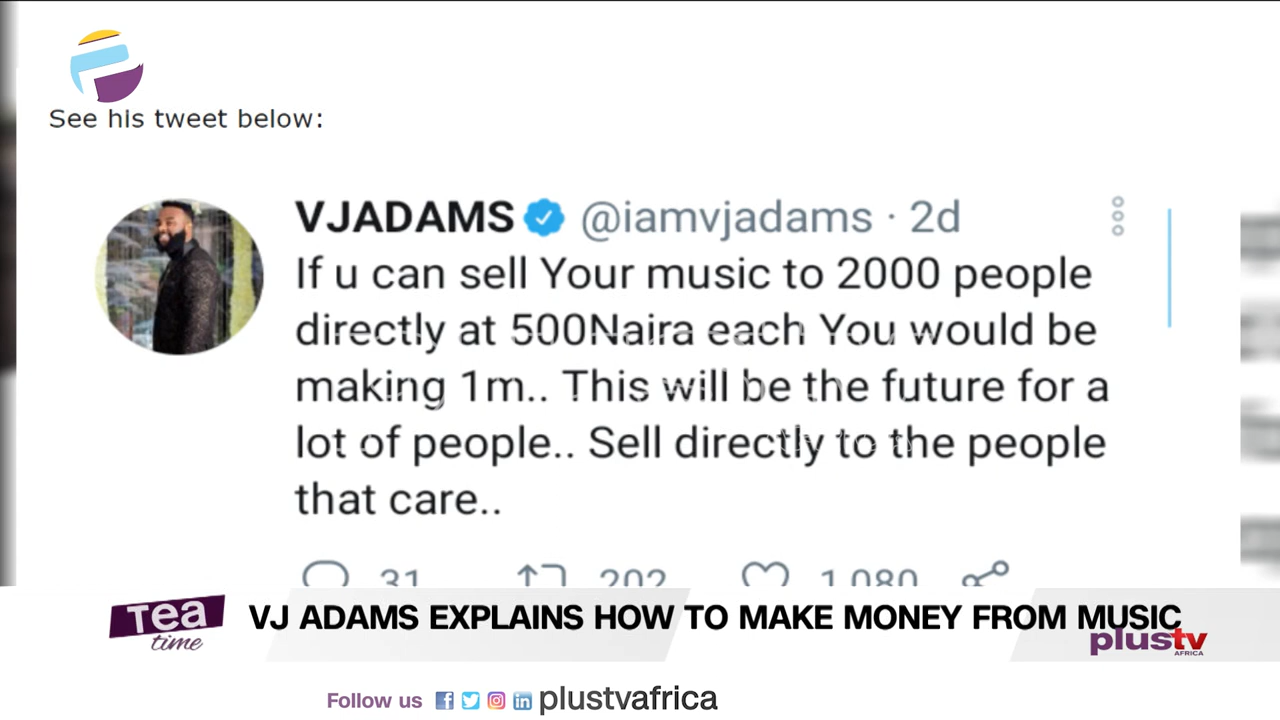 See his tweet below:
VJADAMS @iamvjadams · 2d
If u can sell Your music to 2000 people
directly at 500Naira each You would be
making 1m.. This will be the future for a
lot of people.. Sell directly to the people
that care..
31 202 1,080
Tea time
VJ ADAMS EXPLAINS HOW TO MAKE MONEY FROM MUSIC
plustv
AFRICA
Follow us plustvafrica